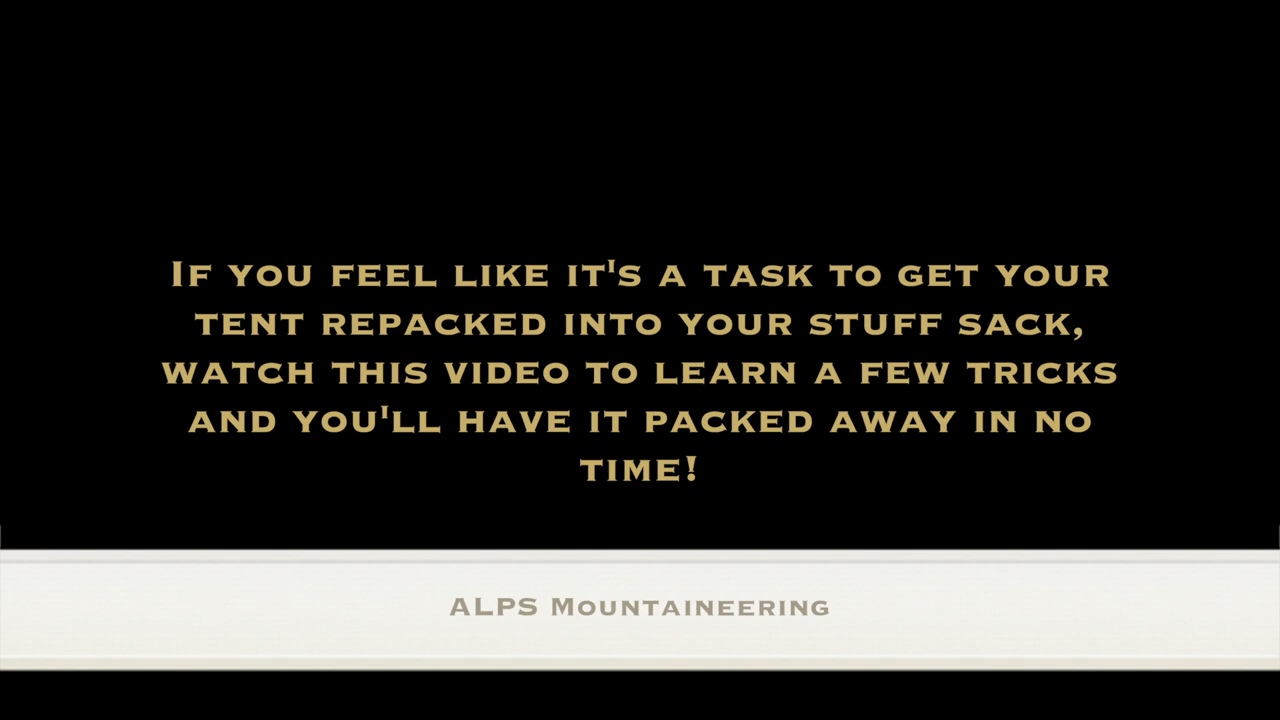 If you feel like it's a task to get your
tent repacked into your stuff sack,
watch this video to learn a few tricks
and you'll have it packed away in no
time!
ALPS Mountaineering